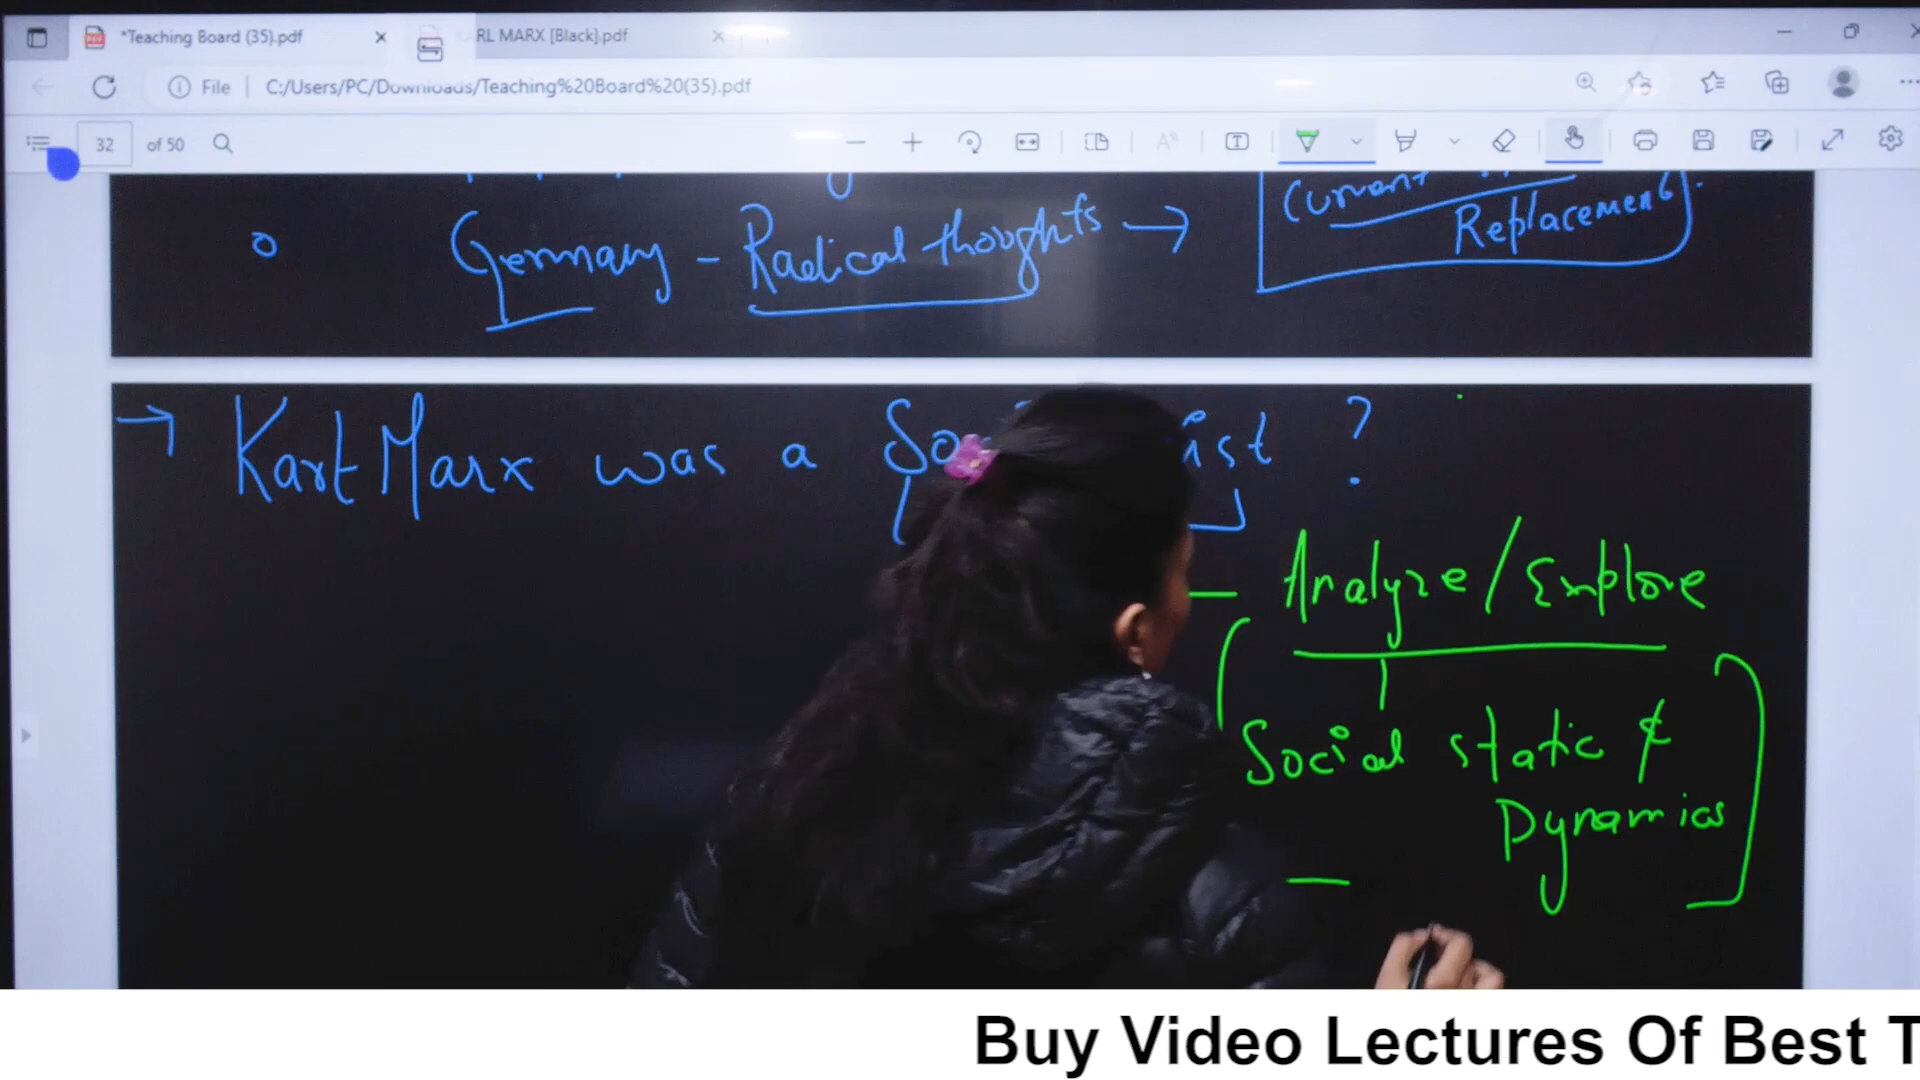 *Teaching Board (35).pdf
RL MARX [Black].pdf
File
C:/Users/PC/Downloads/Teaching%20Board%20(35).pdf
32 of 50
Germany - Radical thoughts →
Current
Replacement
→ Karl Marx was a So ist ?
- Analyze / Explore
Social static &
Dynamics
Buy Video Lectures Of Best T